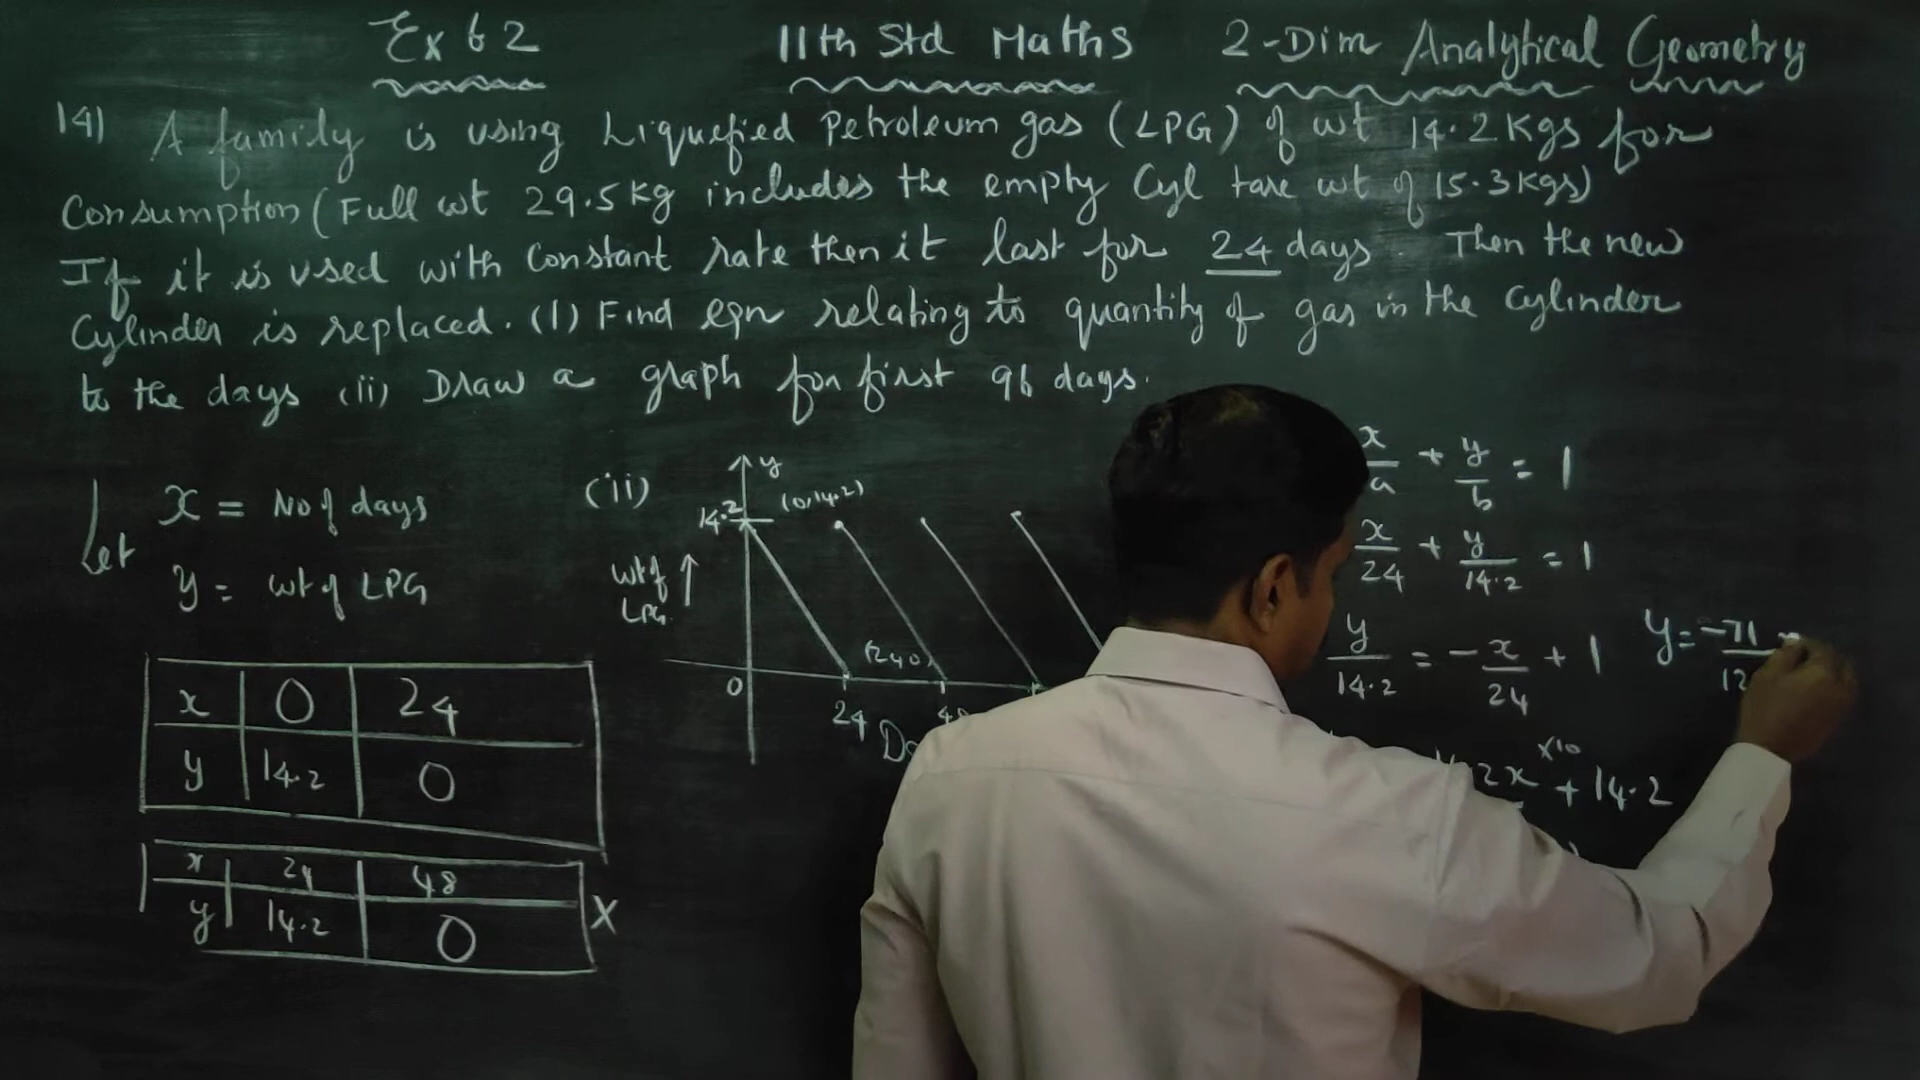 Ex 6 2 11th Std Maths 2-Dim Analytical Geometry
14) A family is using Liquefied Petroleum gas (LPG) of wt 14.2 Kgs for
Consumption (Full wt 29.5 kg includes the empty Cyl tare wt of 15.3 kgs)
If it is used with Constant rate then it last for 24 days. Then the new
Cylinder is replaced. (1) Find eqn relating to quantity of gas in the Cylinder
to the days (ii) Draw a graph for first 96 days.
Let x = No of days
y = wt of LPG
x 0 24
y 14.2 0
x 24 48
y 14.2 0
X
(ii)
y
14.2 (0,14.2)
wt of
LPG
(24,0)
0 24
x/a + y/b = 1
x/24 + y/14.2 = 1
y/14.2 = -x/24 + 1
2x x10 + 14.2
y = -71